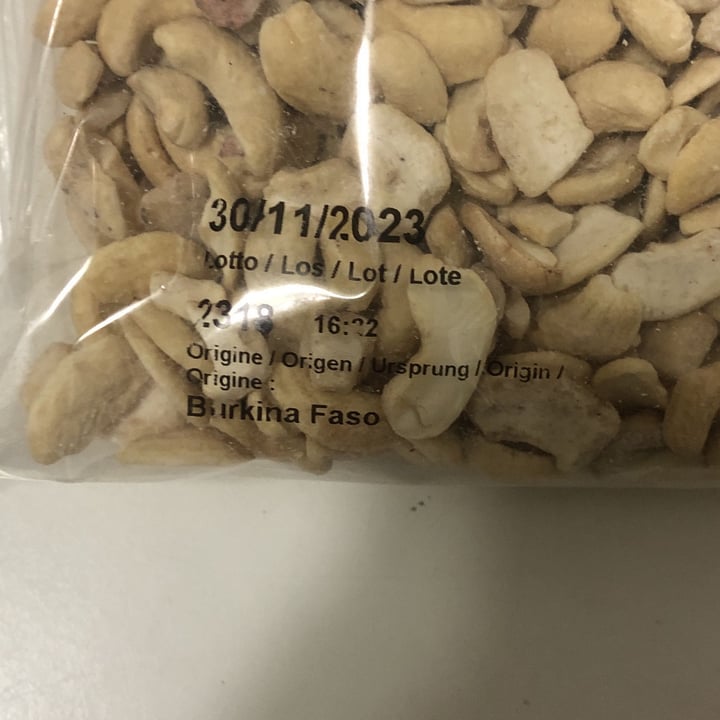 30/11/2023
Lotto / Los / Lot / Lote
2318 16:22
Origine / Origen / Ursprung / Origin /
Origine :
Burkina Faso